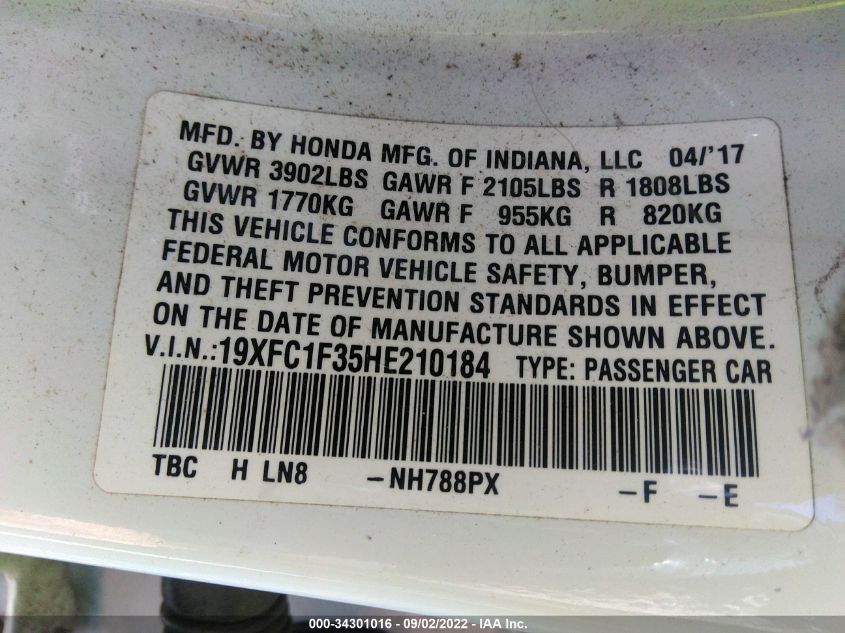 MFD. BY HONDA MFG. OF INDIANA, LLC 04/'17
GVWR 3902LBS GAWR F 2105LBS R 1808LBS
GVWR 1770KG GAWR F 955KG R 820KG
THIS VEHICLE CONFORMS TO ALL APPLICABLE
FEDERAL MOTOR VEHICLE SAFETY, BUMPER,
AND THEFT PREVENTION STANDARDS IN EFFECT
ON THE DATE OF MANUFACTURE SHOWN ABOVE.
V.I.N.:19XFC1F35HE210184 TYPE: PASSENGER CAR
TBC H LN8 -NH788PX -F -E
000-34301016 - 09/02/2022 - IAA Inc.